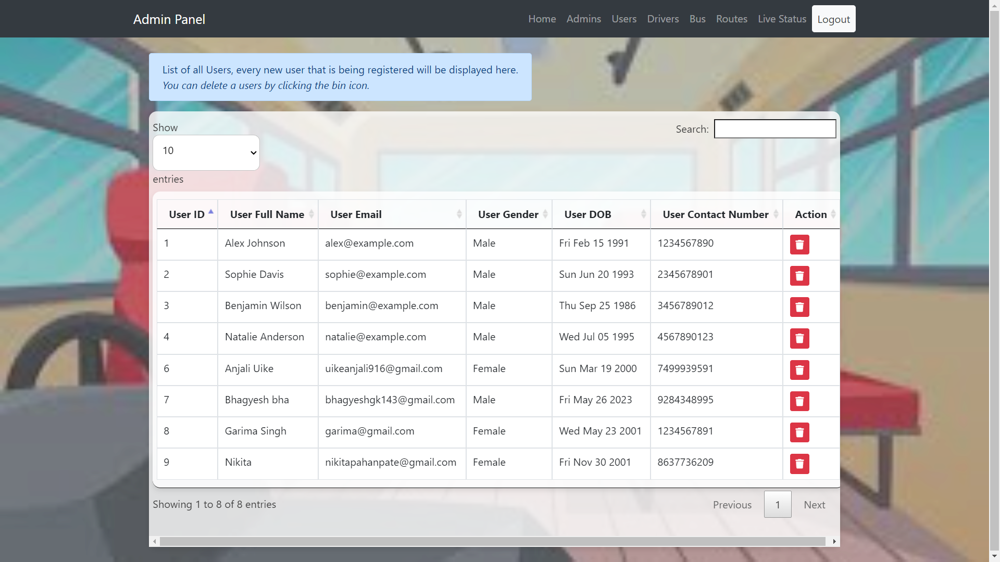 Admin Panel
Home Admins Users Drivers Bus Routes Live Status Logout
List of all Users, every new user that is being registered will be displayed here.
You can delete a users by clicking the bin icon.
Show
Search:
10
entries
User ID User Full Name User Email User Gender User DOB User Contact Number Action
1 Alex Johnson alex@example.com Male Fri Feb 15 1991 1234567890
2 Sophie Davis sophie@example.com Male Sun Jun 20 1993 2345678901
3 Benjamin Wilson benjamin@example.com Male Thu Sep 25 1986 3456789012
4 Natalie Anderson natalie@example.com Male Wed Jul 05 1995 4567890123
6 Anjali Uike uikeanjali916@gmail.com Female Sun Mar 19 2000 7499939591
7 Bhagyesh bha bhagyeshgk143@gmail.com Male Fri May 26 2023 9284348995
8 Garima Singh garima@gmail.com Female Wed May 23 2001 1234567891
9 Nikita nikitapahanpate@gmail.com Female Fri Nov 30 2001 8637736209
Showing 1 to 8 of 8 entries
Previous 1 Next